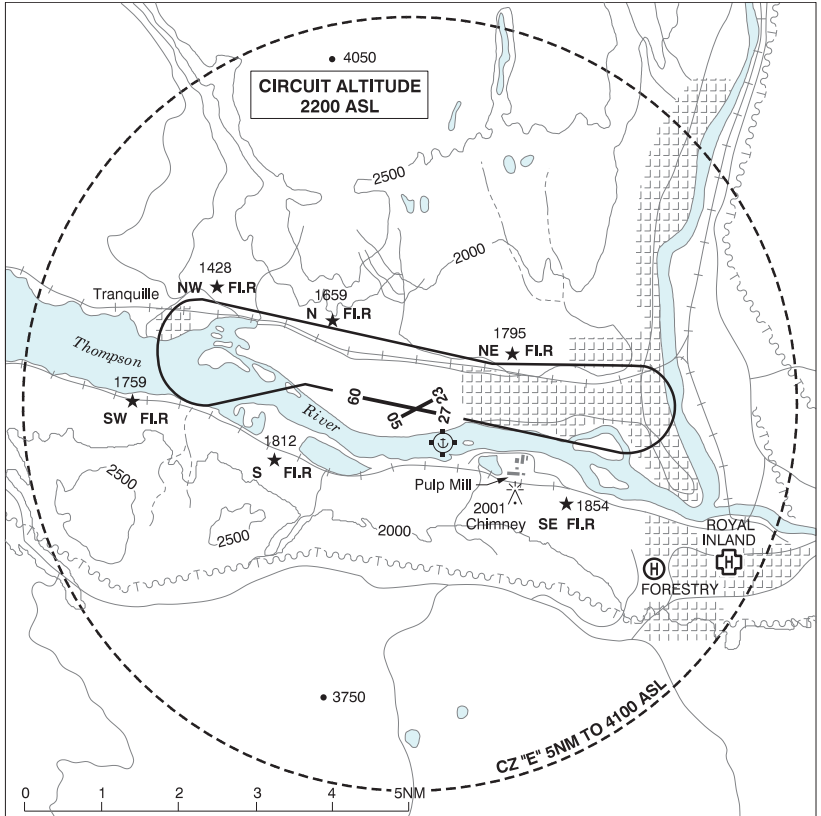 4050
CIRCUIT ALTITUDE
2200 ASL
2500
2000
1428
NW Fl.R
Tranquille
1659
N Fl.R
1795
NE Fl.R
Thompson
1759
SW Fl.R
River
09
05
23
27
1812
S Fl.R
2500
Pulp Mill
2001
Chimney
1854
SE Fl.R
2000
2500
ROYAL
INLAND
H
H
FORESTRY
3750
CZ "E" 5NM TO 4100 ASL
0 1 2 3 4 5NM